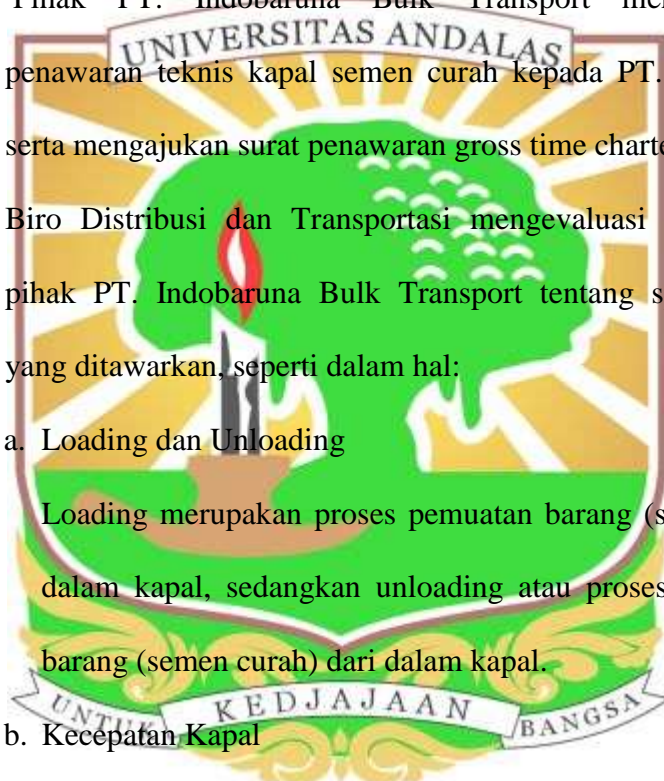 Pihak PT. Indobaruna Bulk Transport
UNIVERSITAS ANDALAS
penawaran teknis kapal semen curah kepada PT.
serta mengajukan surat penawaran gross time
Biro Distribusi dan Transportasi mengevaluasi
pihak PT. Indobaruna Bulk Transport tentang
yang ditawarkan, seperti dalam hal:
a. Loading dan Unloading
Loading merupakan proses pemuatan barang
dalam kapal, sedangkan unloading atau proses
barang (semen curah) dari dalam kapal.
UNTUK KEDJAJAAN BANGSA
b. Kecepatan Kapal